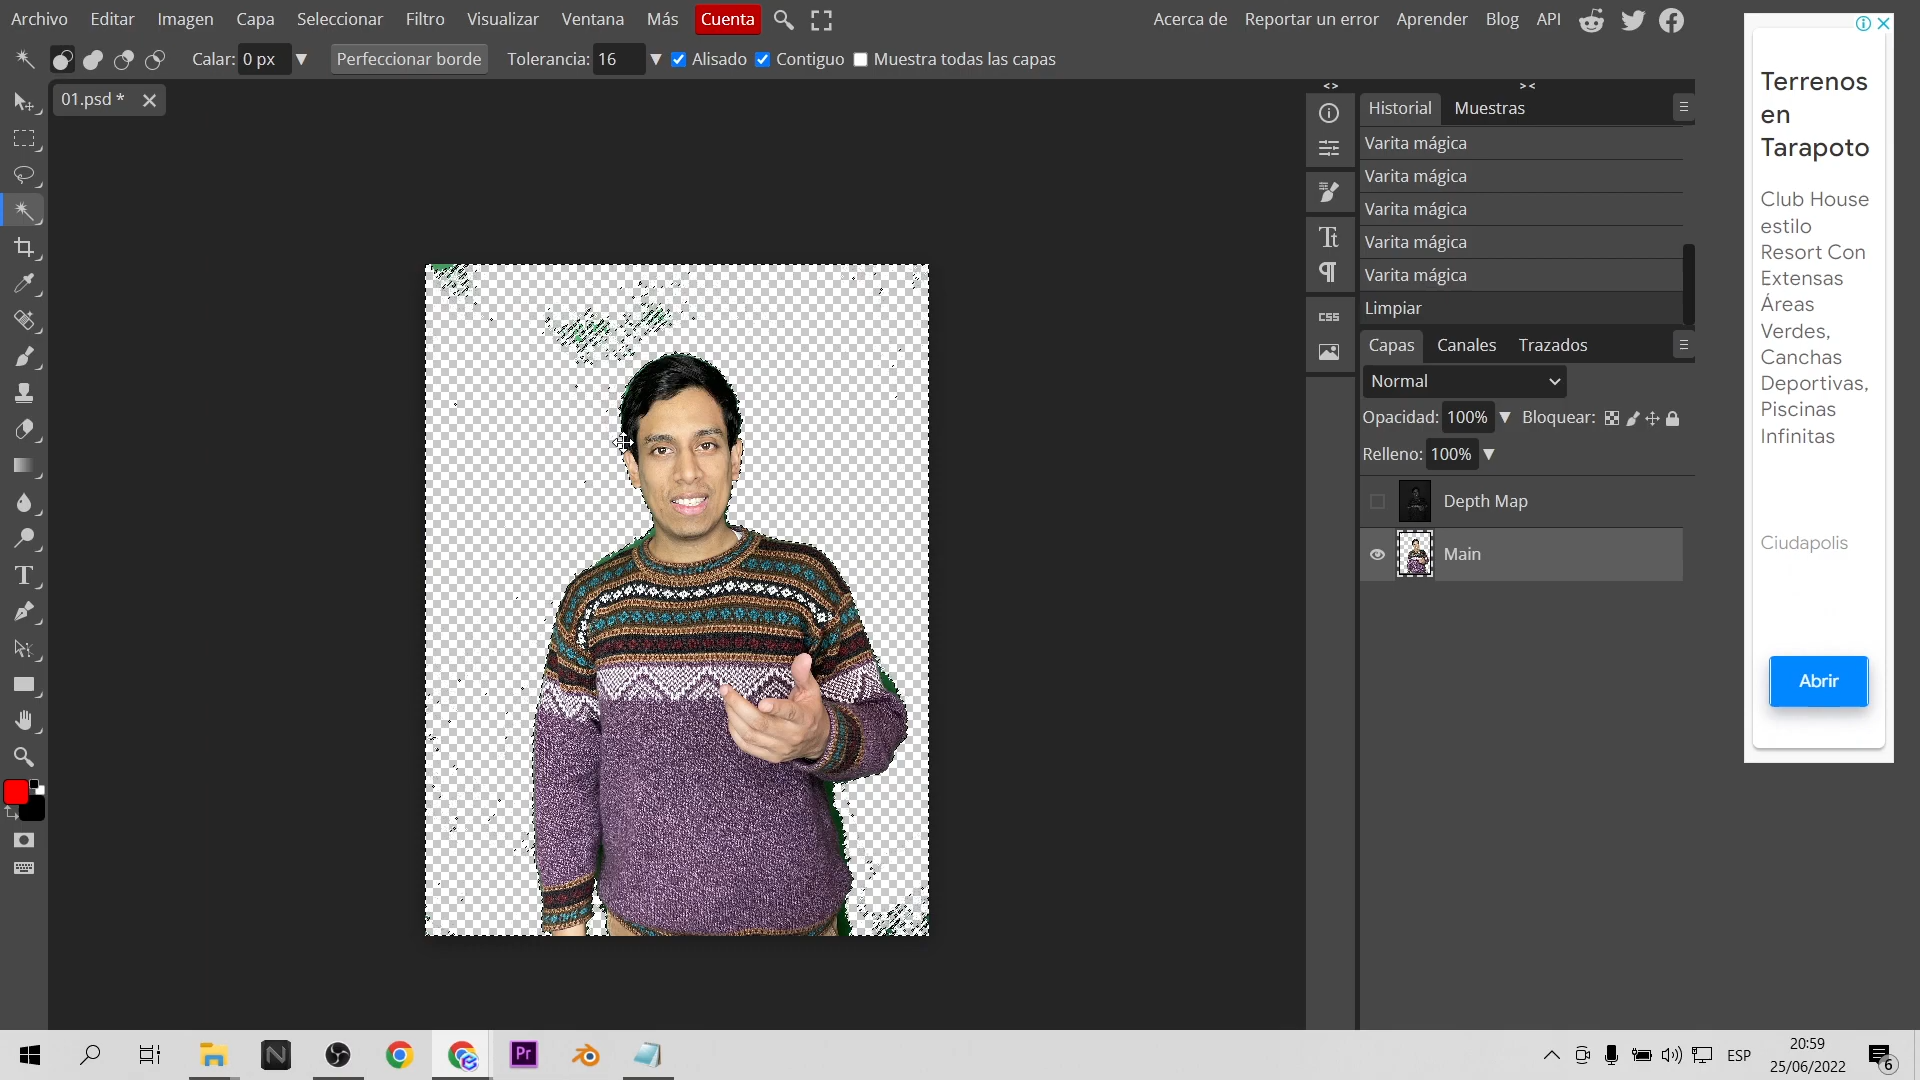 Archivo Editar Imagen Capa Seleccionar Filtro Visualizar Ventana Más Cuenta Acerca de Reportar un error Aprender Blog API
Calar: 0 px Perfeccionar borde Tolerancia: 16 Alisado Contiguo Muestra todas las capas
01.psd *
Historial Muestras
Varita mágica
Varita mágica
Varita mágica
Varita mágica
Varita mágica
Limpiar
CSS
Capas Canales Trazados
Normal
Opacidad: 100% Bloquear:
Relleno: 100%
Depth Map
Main
Terrenos
en
Tarapoto
Club House
estilo
Resort Con
Extensas
Áreas
Verdes,
Canchas
Deportivas,
Piscinas
Infinitas
Ciudapolis
Abrir
Pr
ESP
20:59
25/06/2022
6